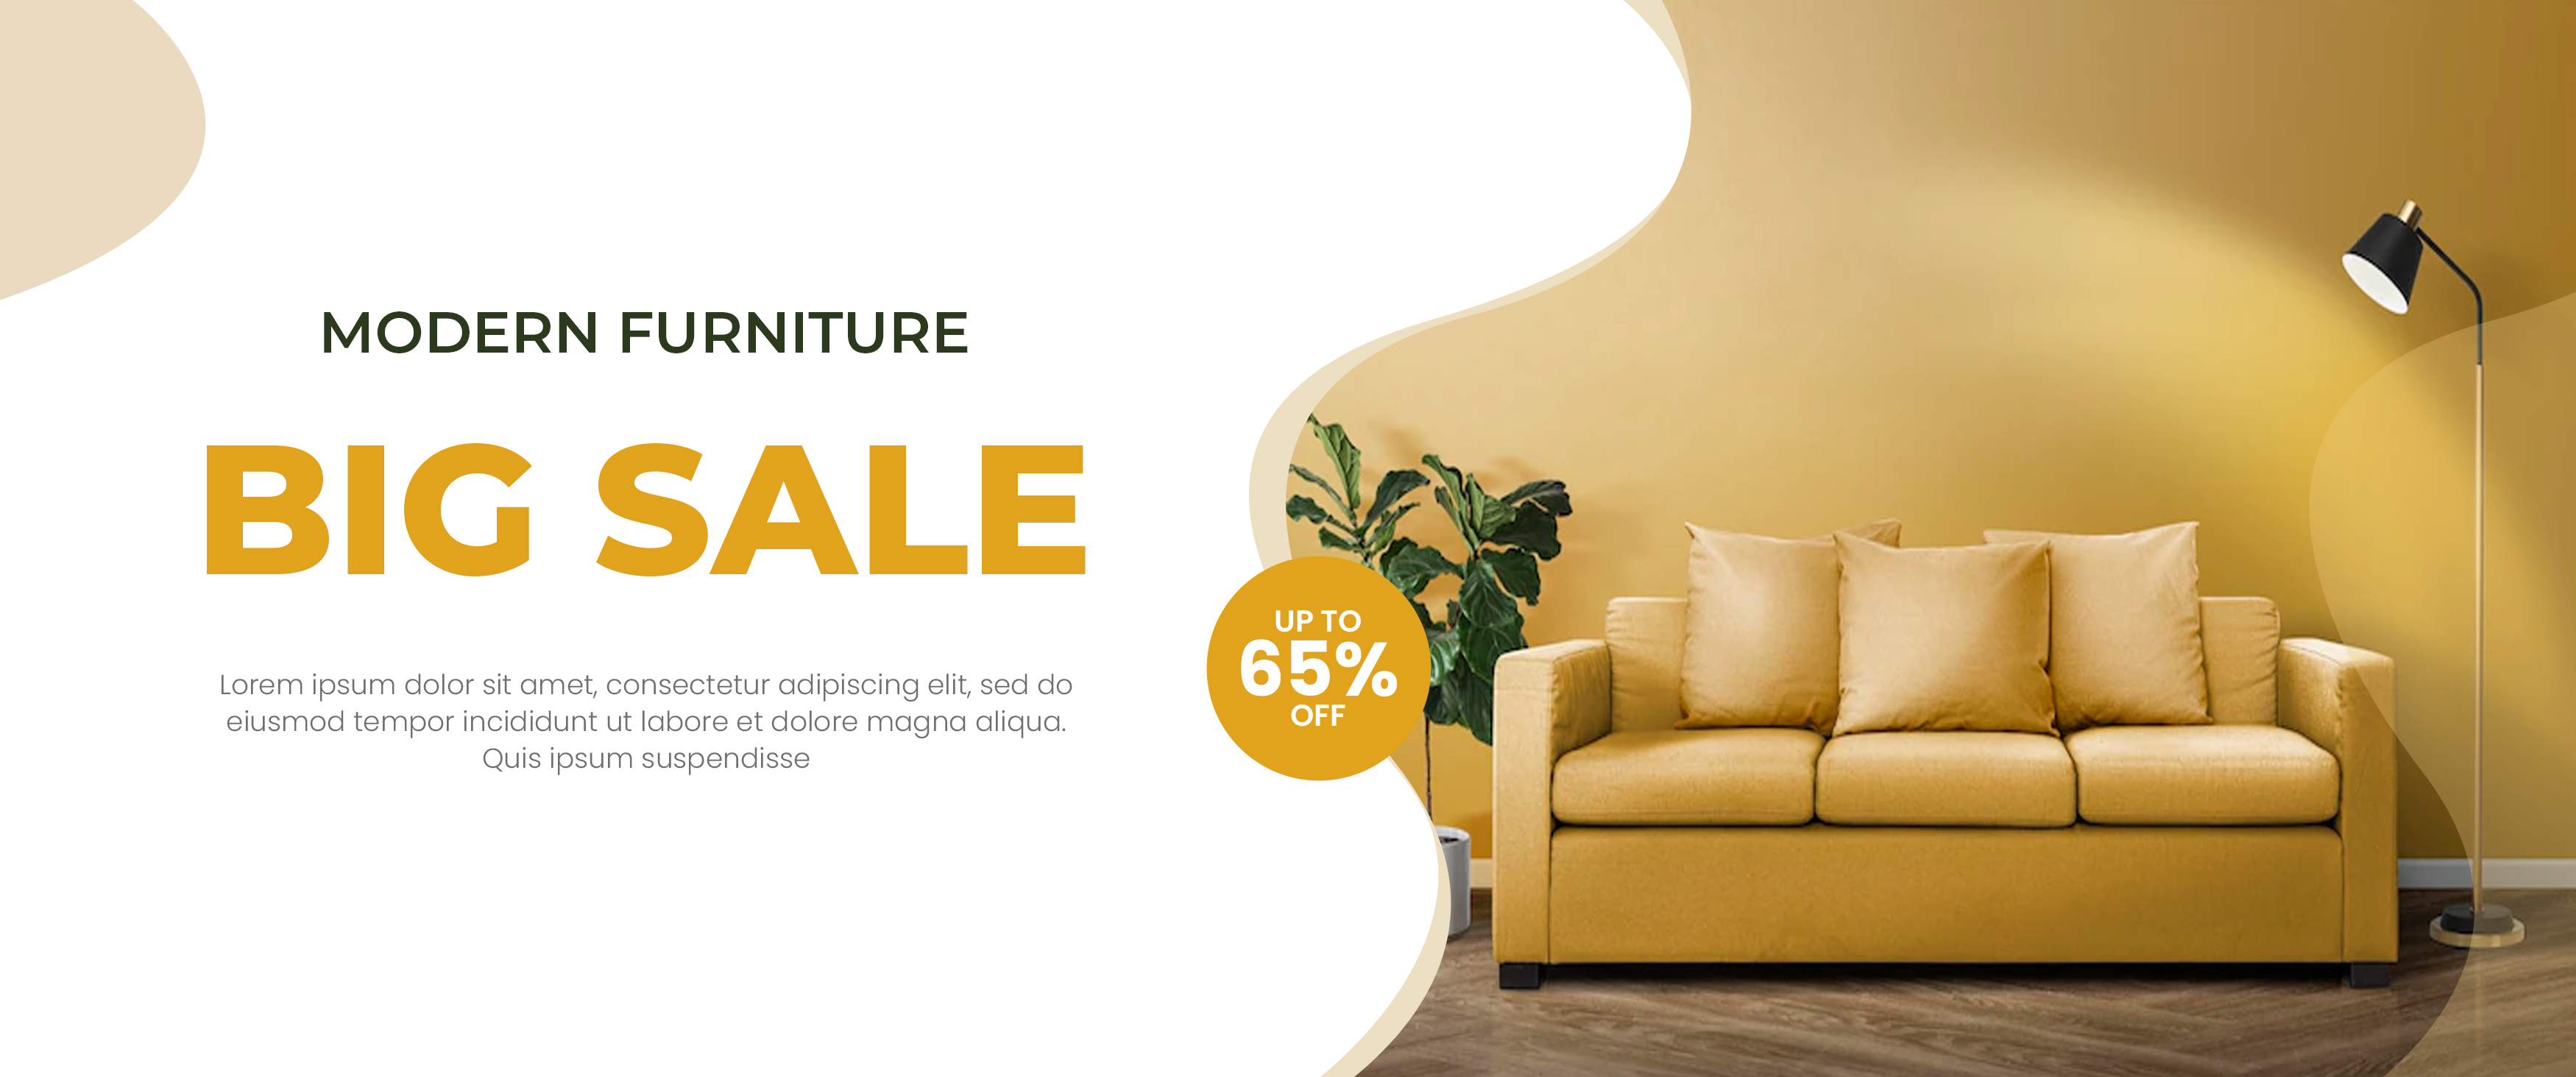 MODERN FURNITURE
BIG SALE
Lorem ipsum dolor sit amet, consectetur adipiscing elit, sed do
eiusmod tempor incididunt ut labore et dolore magna aliqua.
Quis ipsum suspendisse
UP TO
65%
OFF